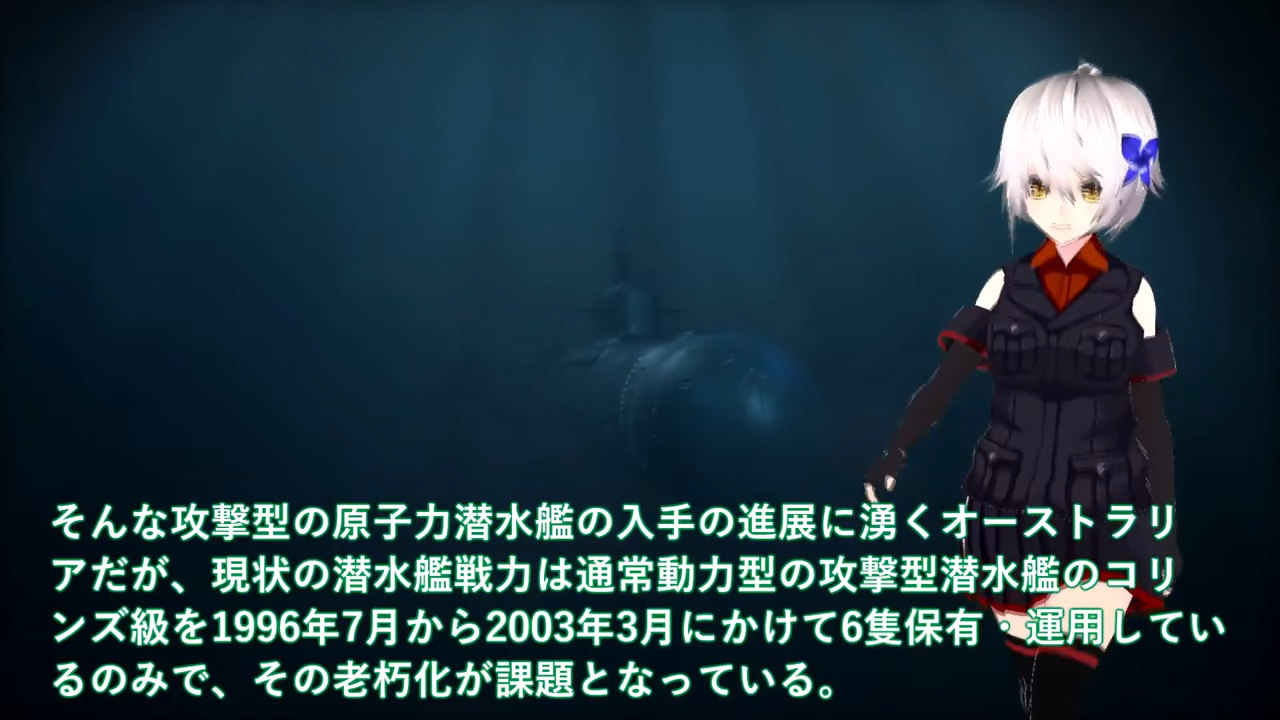 そんな攻撃型の原子力潜水艦の入手の進展に湧くオーストラリ
アだが、現状の潜水艦戦力は通常動力型の攻撃型潜水艦のコリ
ンズ級を1996年7月から2003年3月にかけて6隻保有・運用してい
るのみで、その老朽化が課題となっている。